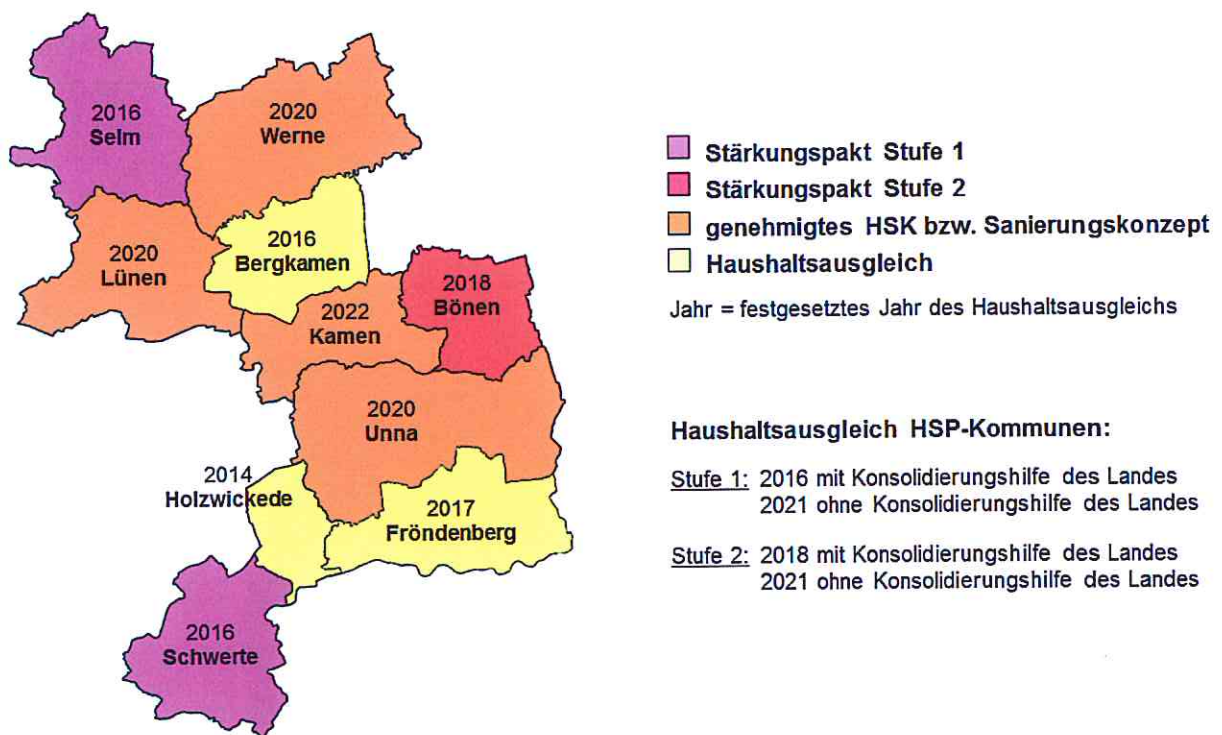 2016
Selm
2020
Werne
2020
Lünen
2016
Bergkamen
2018
Bönen
2022
Kamen
2020
Unna
2014
Holzwickede
2017
Fröndenberg
2016
Schwerte
Stärkungspakt Stufe 1
Stärkungspakt Stufe 2
genehmigtes HSK bzw. Sanierungskonzept
Haushaltsausgleich
Jahr = festgesetztes Jahr des Haushaltsausgleichs
Haushaltsausgleich HSP-Kommunen:
Stufe 1: 2016 mit Konsolidierungshilfe des Landes
2021 ohne Konsolidierungshilfe des Landes
Stufe 2: 2018 mit Konsolidierungshilfe des Landes
2021 ohne Konsolidierungshilfe des Landes